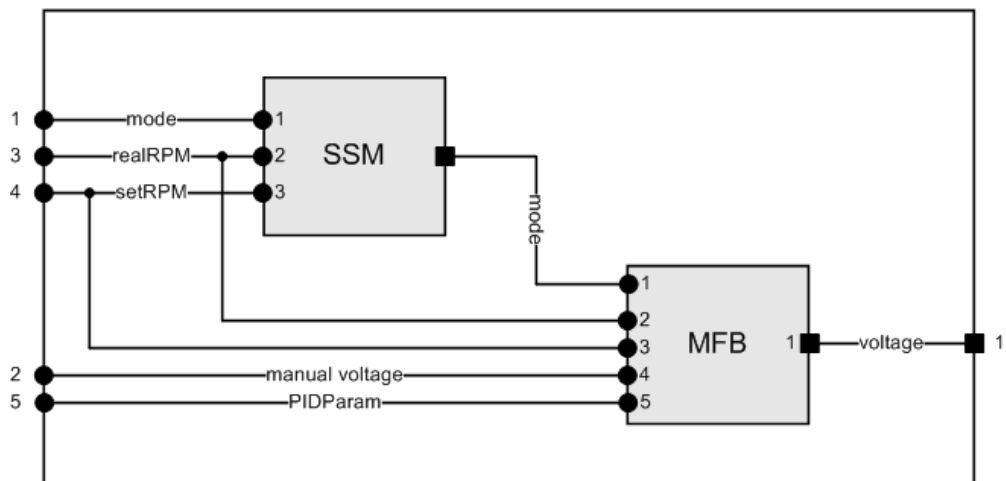 1 mode 1
3 realRPM 2 SSM
4 setRPM 3
mode
1
2
3 MFB 1 voltage 1
2 manual voltage 4
5 PIDParam 5